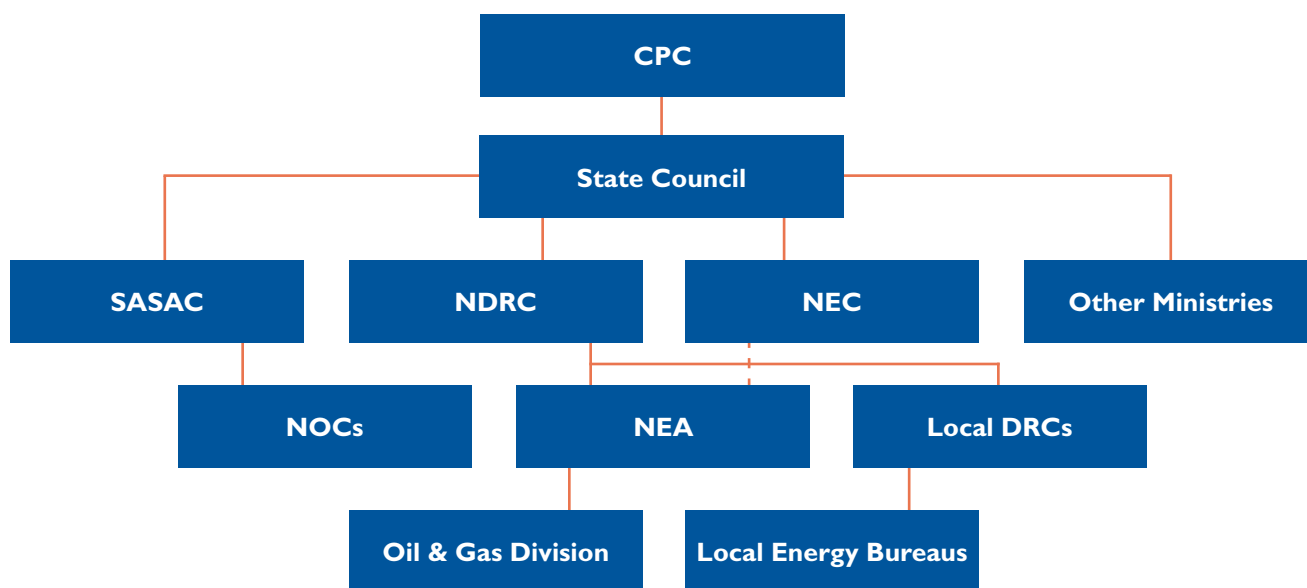 CPC
State Council
SASAC
NDRC
NEC
Other Ministries
NOCs
NEA
Local DRCs
Oil & Gas Division
Local Energy Bureaus